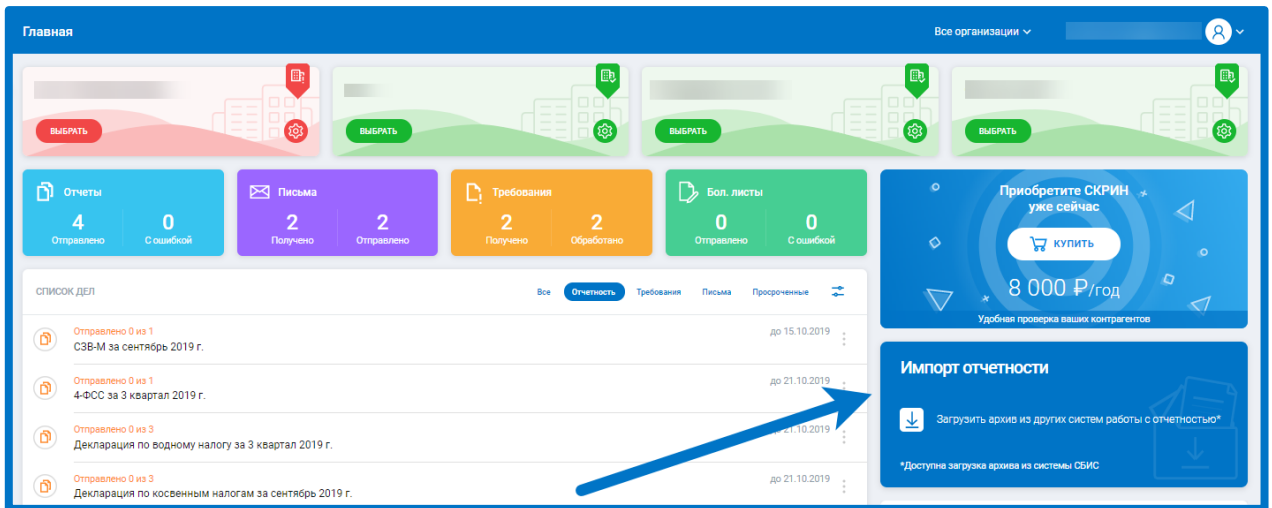 Главная
Все организации
ВЫБРАТЬ
ВЫБРАТЬ
ВЫБРАТЬ
ВЫБРАТЬ
Отчеты
4
Отправлено
0
С ошибкой
Письма
2
Получено
2
Отправлено
Требования
2
Получено
2
Обработано
Бол. листы
0
Отправлено
0
С ошибкой
Приобретите СКРИН
уже сейчас
КУПИТЬ
8 000 ₽/год
Удобная проверка ваших контрагентов
СПИСОК ДЕЛ
Все Отчетность Требования Письма Просроченные
Отправлено 0 из 1
СЗВ-М за сентябрь 2019 г.
до 15.10.2019
Отправлено 0 из 1
4-ФСС за 3 квартал 2019 г.
до 21.10.2019
Отправлено 0 из 3
Декларация по водному налогу за 3 квартал 2019 г.
до 21.10.2019
Отправлено 0 из 3
Декларация по косвенным налогам за сентябрь 2019 г.
до 21.10.2019
Импорт отчетности
Загрузить архив из других систем работы с отчетностью*
*Доступна загрузка архива из системы СБИС